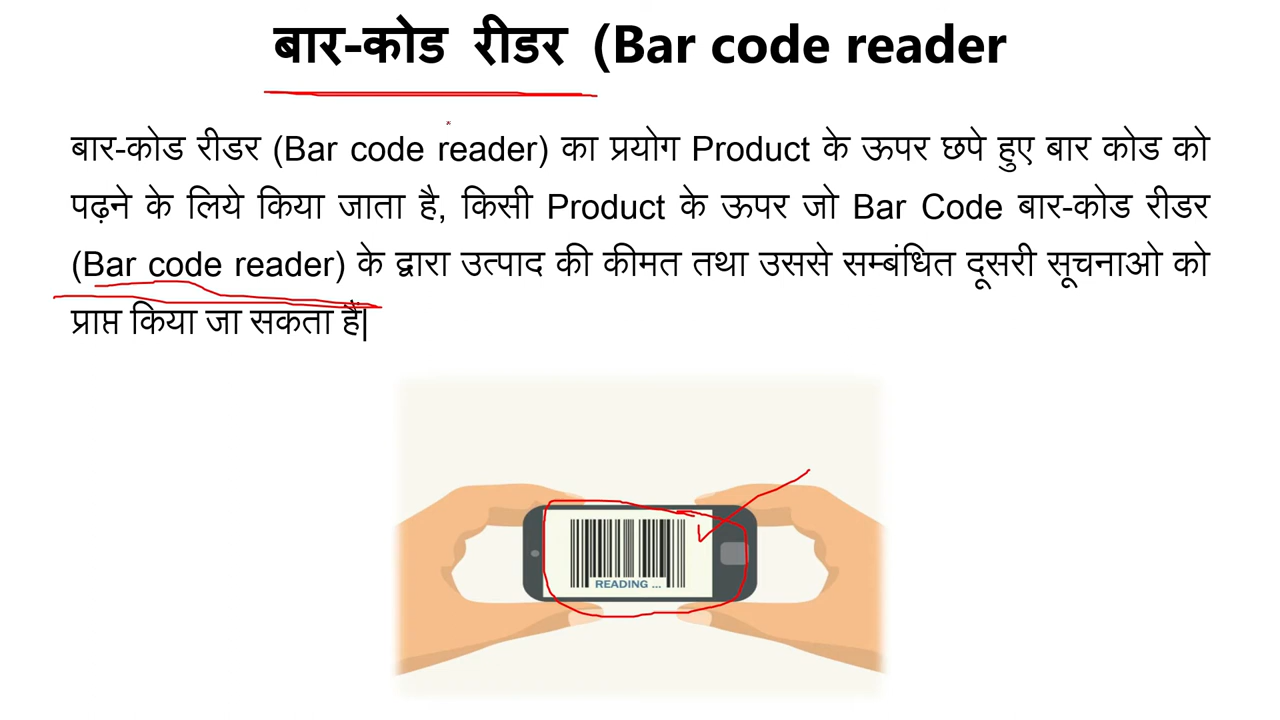 बार-कोड रीडर (Bar code reader
बार-कोड रीडर (Bar code reader) का प्रयोग Product के ऊपर छपे हुए बार कोड को
पढ़ने के लिये किया जाता है, किसी Product के ऊपर जो Bar Code बार-कोड रीडर
(Bar code reader) के द्वारा उत्पाद की कीमत तथा उससे सम्बंधित दूसरी सूचनाओ को
प्राप्त किया जा सकता हैं|
READING ...